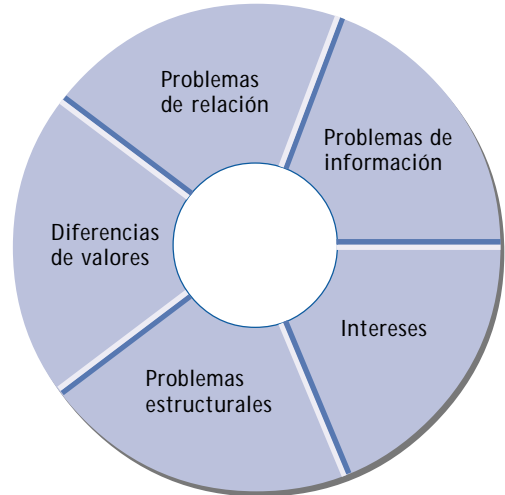 Problemas
de relación
Problemas de
información
Diferencias
de valores
Intereses
Problemas
estructurales